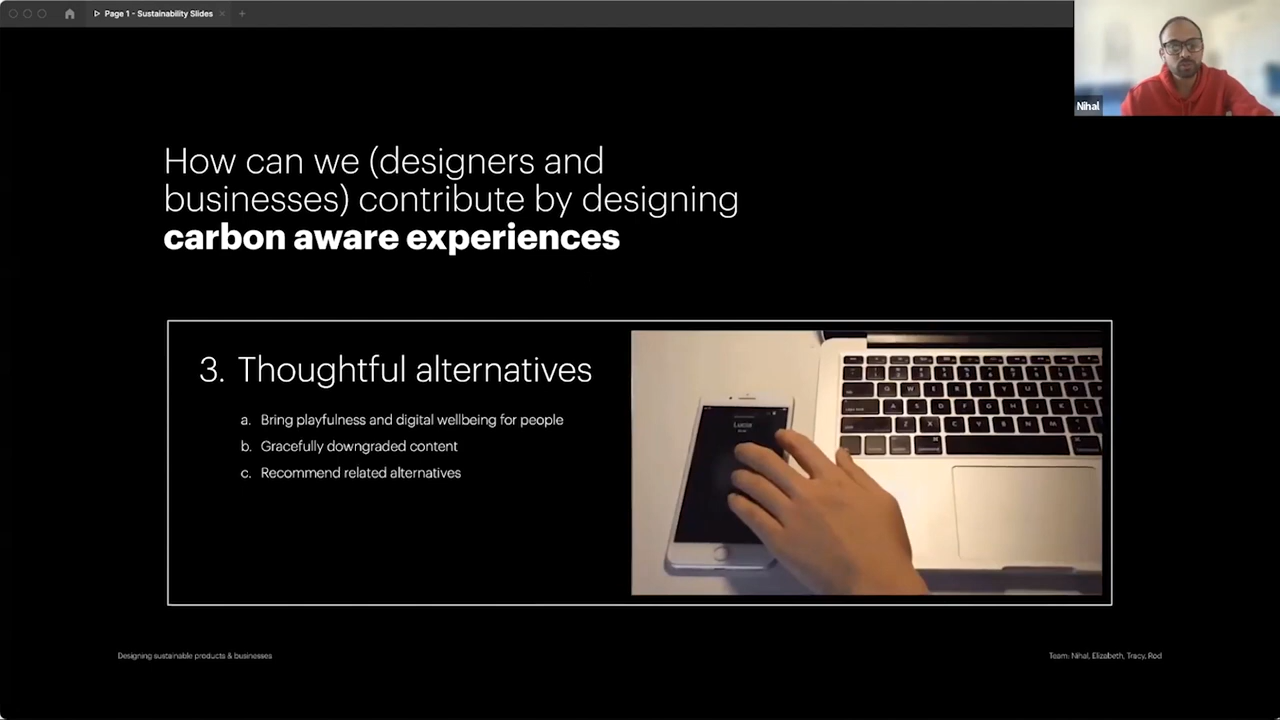 Page 1 - Sustainability Slides
Nihal
How can we (designers and
businesses) contribute by designing
carbon aware experiences
3. Thoughtful alternatives
a. Bring playfulness and digital wellbeing for people
b. Gracefully downgraded content
c. Recommend related alternatives
Designing sustainable products & businesses
Team: Nihal, Elizabeth, Tracy, Rod